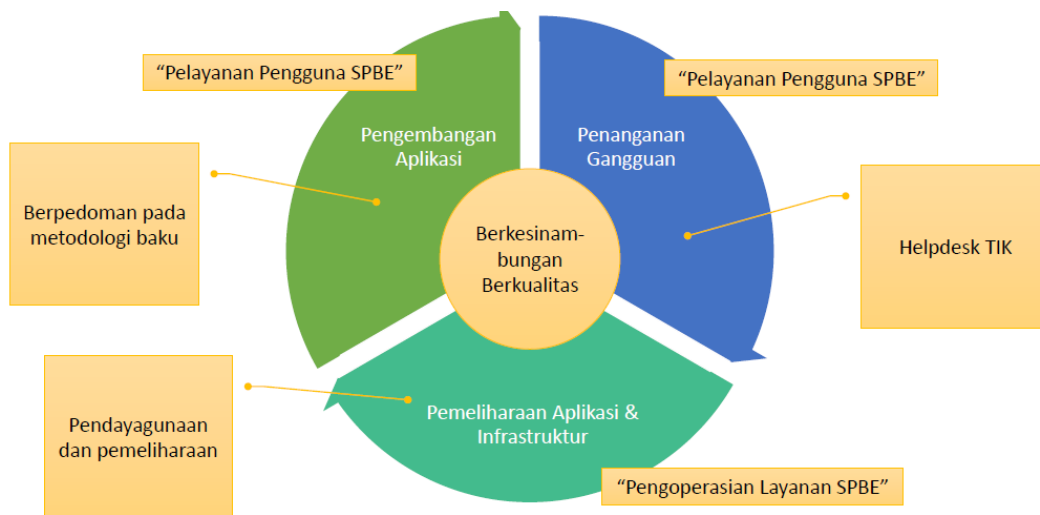 “Pelayanan Pengguna SPBE”
“Pelayanan Pengguna SPBE”
Pengembangan
Aplikasi
Penanganan
Gangguan
Berpedoman pada
metodologi baku
Berkesinam-
bungan
Berkualitas
Helpdesk TIK
Pendayagunaan
dan pemeliharaan
Pemeliharaan Aplikasi &
Infrastruktur
“Pengoperasian Layanan SPBE”